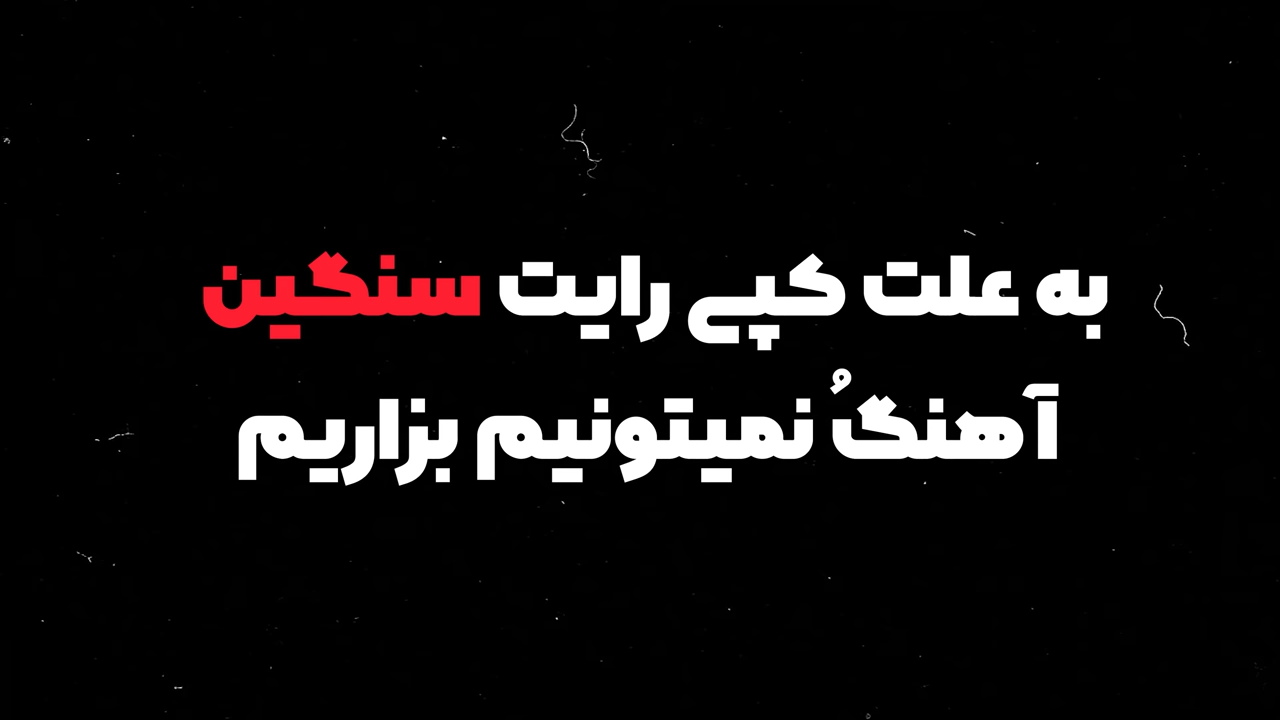 به علت کپی رایت سنگین
آهنگُ نمیتونیم بزاریم